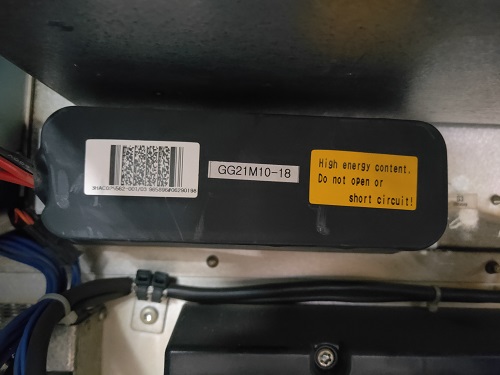 GG21M10-18
High energy content.
Do not open or
short circuit!